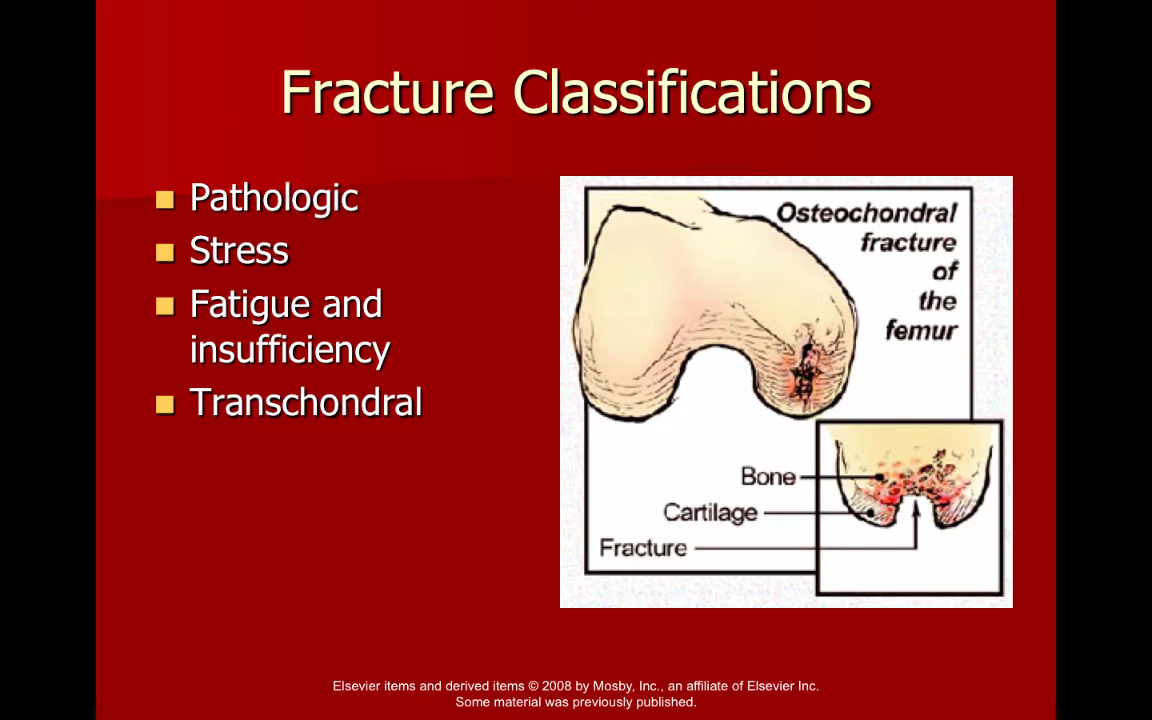 Fracture Classifications
Pathologic
Stress
Fatigue and
insufficiency
Transchondral
Osteochondral
fracture
of
the
femur
Bone
Cartilage
Fracture
Elsevier items and derived items © 2008 by Mosby, Inc., an affiliate of Elsevier Inc.
Some material was previously published.